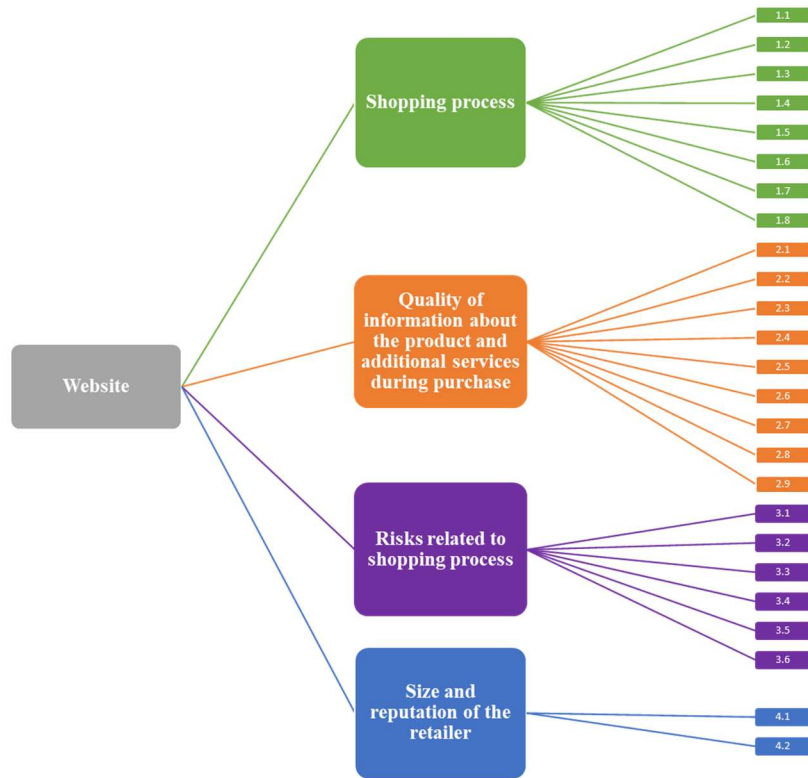 Website
Shopping process
1.1
1.2
1.3
1.4
1.5
1.6
1.7
1.8
Quality of
information about
the product and
additional services
during purchase
2.1
2.2
2.3
2.4
2.5
2.6
2.7
2.8
2.9
Risks related to
shopping process
3.1
3.2
3.3
3.4
3.5
3.6
Size and
reputation of the
retailer
4.1
4.2